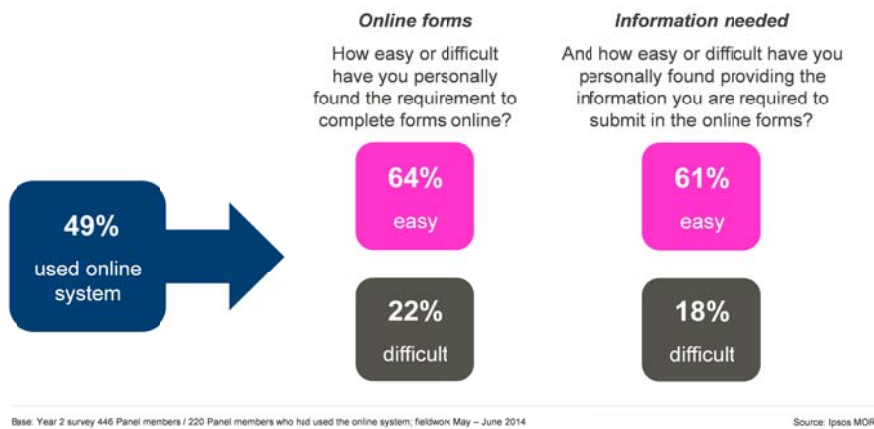 Online forms
Information needed
How easy or difficult
have you personally
found the requirement to
complete forms online?
And how easy or difficult have you
personally found providing the
information you are required to
submit in the online forms?
49%
used online
system
64%
easy
61%
easy
22%
difficult
18%
difficult
Base: Year 2 survey 446 Panel members / 220 Panel members who had used the online system; fieldwork May – June 2014
Source: Ipsos MOR